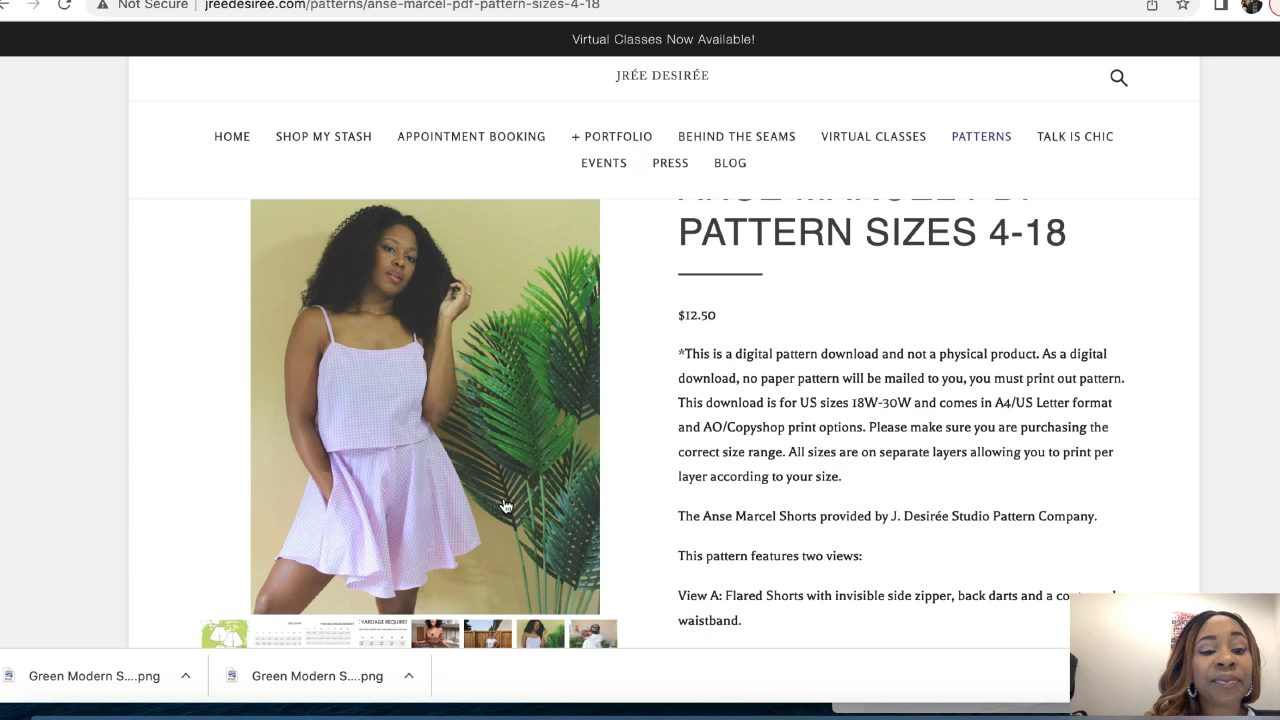 Not Secure jreedesiree.com/patterns/anse-marcel-pdf-pattern-sizes-4-18
Virtual Classes Now Available!
JRÉE DESIRÉE
HOME SHOP MY STASH APPOINTMENT BOOKING + PORTFOLIO BEHIND THE SEAMS VIRTUAL CLASSES PATTERNS TALK IS CHIC
EVENTS PRESS BLOG
PATTERN SIZES 4-18
$12.50
*This is a digital pattern download and not a physical product. As a digital
download, no paper pattern will be mailed to you, you must print out pattern.
This download is for US sizes 18W-30W and comes in A4/US Letter format
and AO/Copyshop print options. Please make sure you are purchasing the
correct size range. All sizes are on separate layers allowing you to print per
layer according to your size.
The Anse Marcel Shorts provided by J. Desirée Studio Pattern Company.
This pattern features two views:
View A: Flared Shorts with invisible side zipper, back darts and a
waistband.
YARDAGE REQUIRE
Green Modern S....png
Green Modern S....png